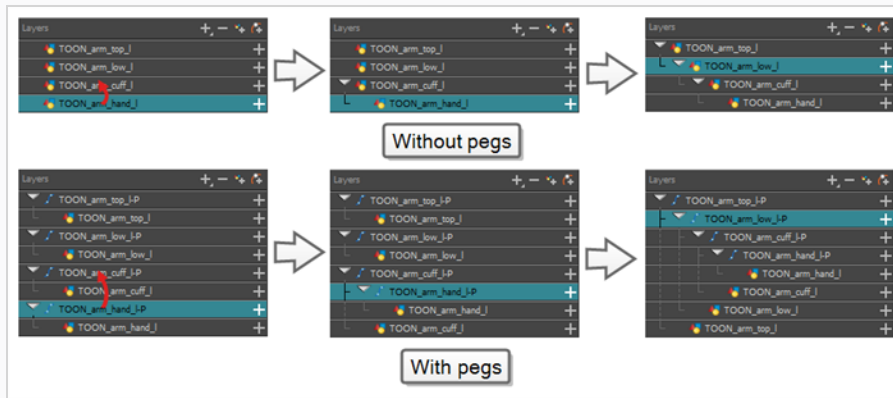 Layers
TOON_arm_top_l
TOON_arm_low_l
TOON_arm_cuff_l
TOON_arm_hand_l
Layers
TOON_arm_top_l
TOON_arm_low_l
TOON_arm_cuff_l
TOON_arm_hand_l
Layers
TOON_arm_top_l
TOON_arm_low_l
TOON_arm_cuff_l
TOON_arm_hand_l
Without pegs
Layers
TOON_arm_top_l-P
TOON_arm_top_l
TOON_arm_low_l-P
TOON_arm_low_l
TOON_arm_cuff_l-P
TOON_arm_cuff_l
TOON_arm_hand_l-P
TOON_arm_hand_l
Layers
TOON_arm_top_l-P
TOON_arm_top_l
TOON_arm_low_l-P
TOON_arm_low_l
TOON_arm_cuff_l-P
TOON_arm_hand_l-P
TOON_arm_hand_l
TOON_arm_cuff_l
Layers
TOON_arm_top_l-P
TOON_arm_low_l-P
TOON_arm_cuff_l-P
TOON_arm_hand_l-P
TOON_arm_hand_l
TOON_arm_cuff_l
TOON_arm_low_l
TOON_arm_top_l
With pegs